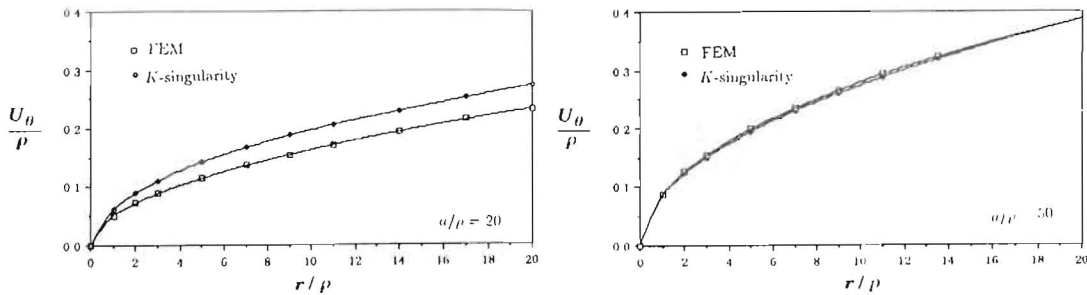 0.4
0.3
0.2
0.1
0.0
FEM
K-singularity
U_θ
ρ
a/ρ = 20
0 2 4 6 8 10 12 14 16 18 20
r / ρ
0.4
0.3
0.2
0.1
0.0
FEM
K-singularity
U_θ
ρ
a/ρ 50
0 2 4 6 8 10 12 14 16 18 20
r / ρ